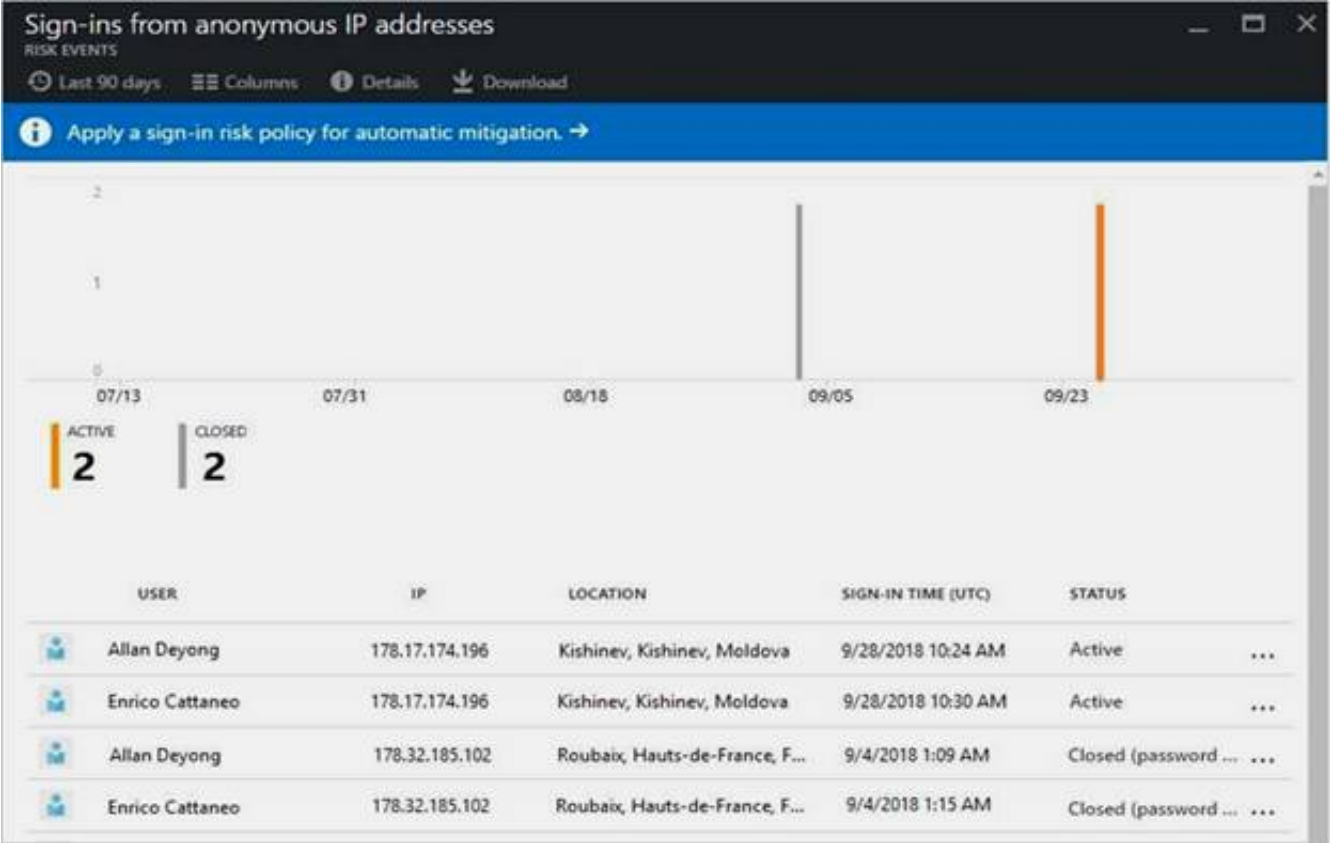 Sign-ins from anonymous IP addresses
RISK EVENTS
Last 90 days Columns Details Download
Apply a sign-in risk policy for automatic mitigation. →
2
1
0
07/13 07/31 08/18 09/05 09/23
ACTIVE CLOSED
2 2
USER IP LOCATION SIGN-IN TIME (UTC) STATUS
Allan Deyong 178.17.174.196 Kishinev, Kishinev, Moldova 9/28/2018 10:24 AM Active ...
Enrico Cattaneo 178.17.174.196 Kishinev, Kishinev, Moldova 9/28/2018 10:30 AM Active ...
Allan Deyong 178.32.185.102 Roubaix, Hauts-de-France, F... 9/4/2018 1:09 AM Closed (password ... ...
Enrico Cattaneo 178.32.185.102 Roubaix, Hauts-de-France, F... 9/4/2018 1:15 AM Closed (password ... ...